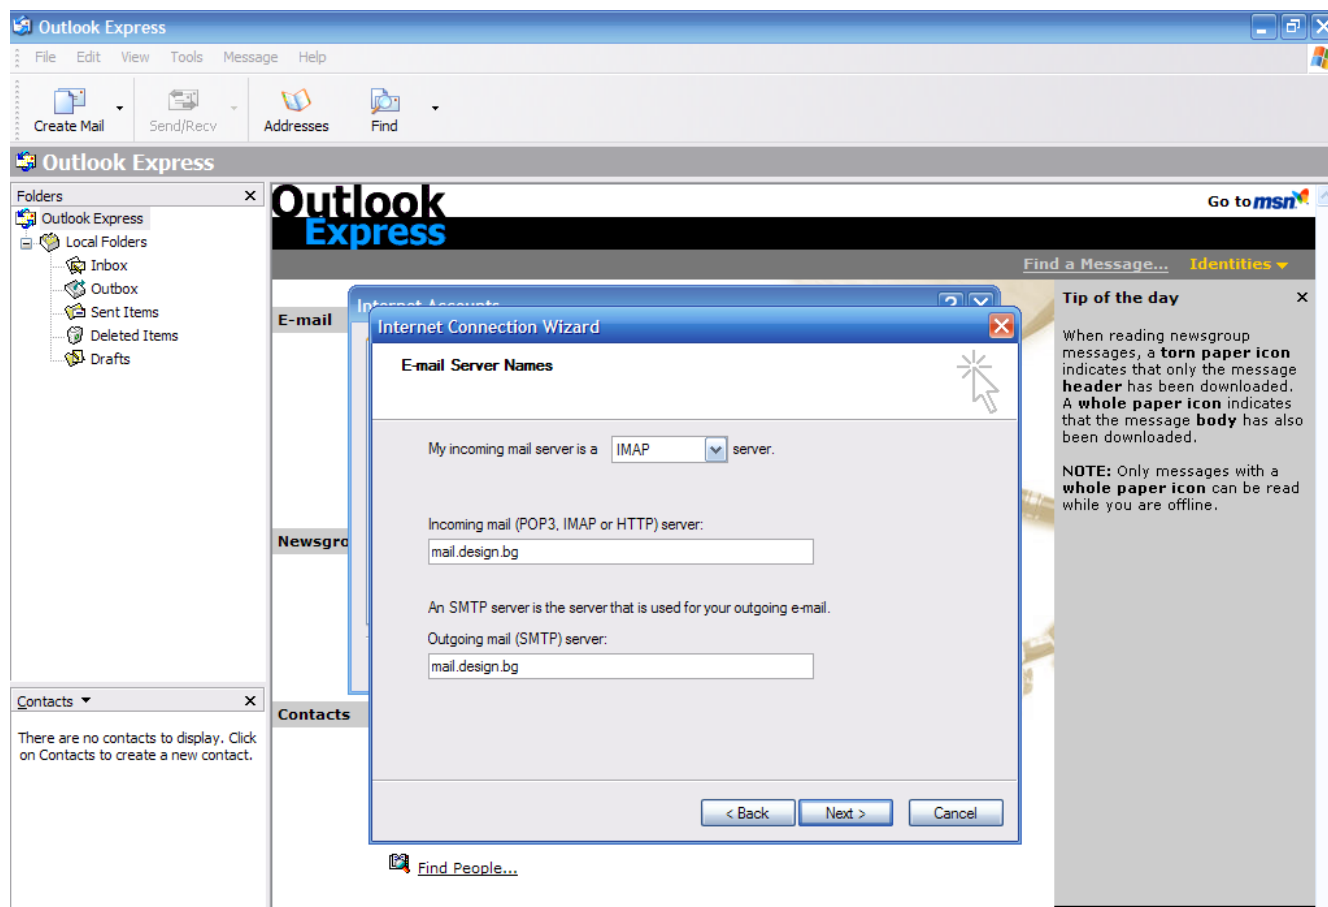 Outlook Express
File Edit View Tools Message Help
Create Mail Send/Recv Addresses Find
Outlook Express
Folders
Outlook Express
Local Folders
Inbox
Outbox
Sent Items
Deleted Items
Drafts
Contacts
There are no contacts to display. Click
on Contacts to create a new contact.
Outlook
Express
Go to msn
Find a Message... Identities
E-mail
Newsgro
Contacts
Find People...
Internet Accounts
Internet Connection Wizard
E-mail Server Names
My incoming mail server is a IMAP server.
Incoming mail (POP3, IMAP or HTTP) server:
mail.design.bg
An SMTP server is the server that is used for your outgoing e-mail.
Outgoing mail (SMTP) server:
mail.design.bg
< Back Next > Cancel
Tip of the day
When reading newsgroup
messages, a torn paper icon
indicates that only the message
header has been downloaded.
A whole paper icon indicates
that the message body has also
been downloaded.
NOTE: Only messages with a
whole paper icon can be read
while you are offline.